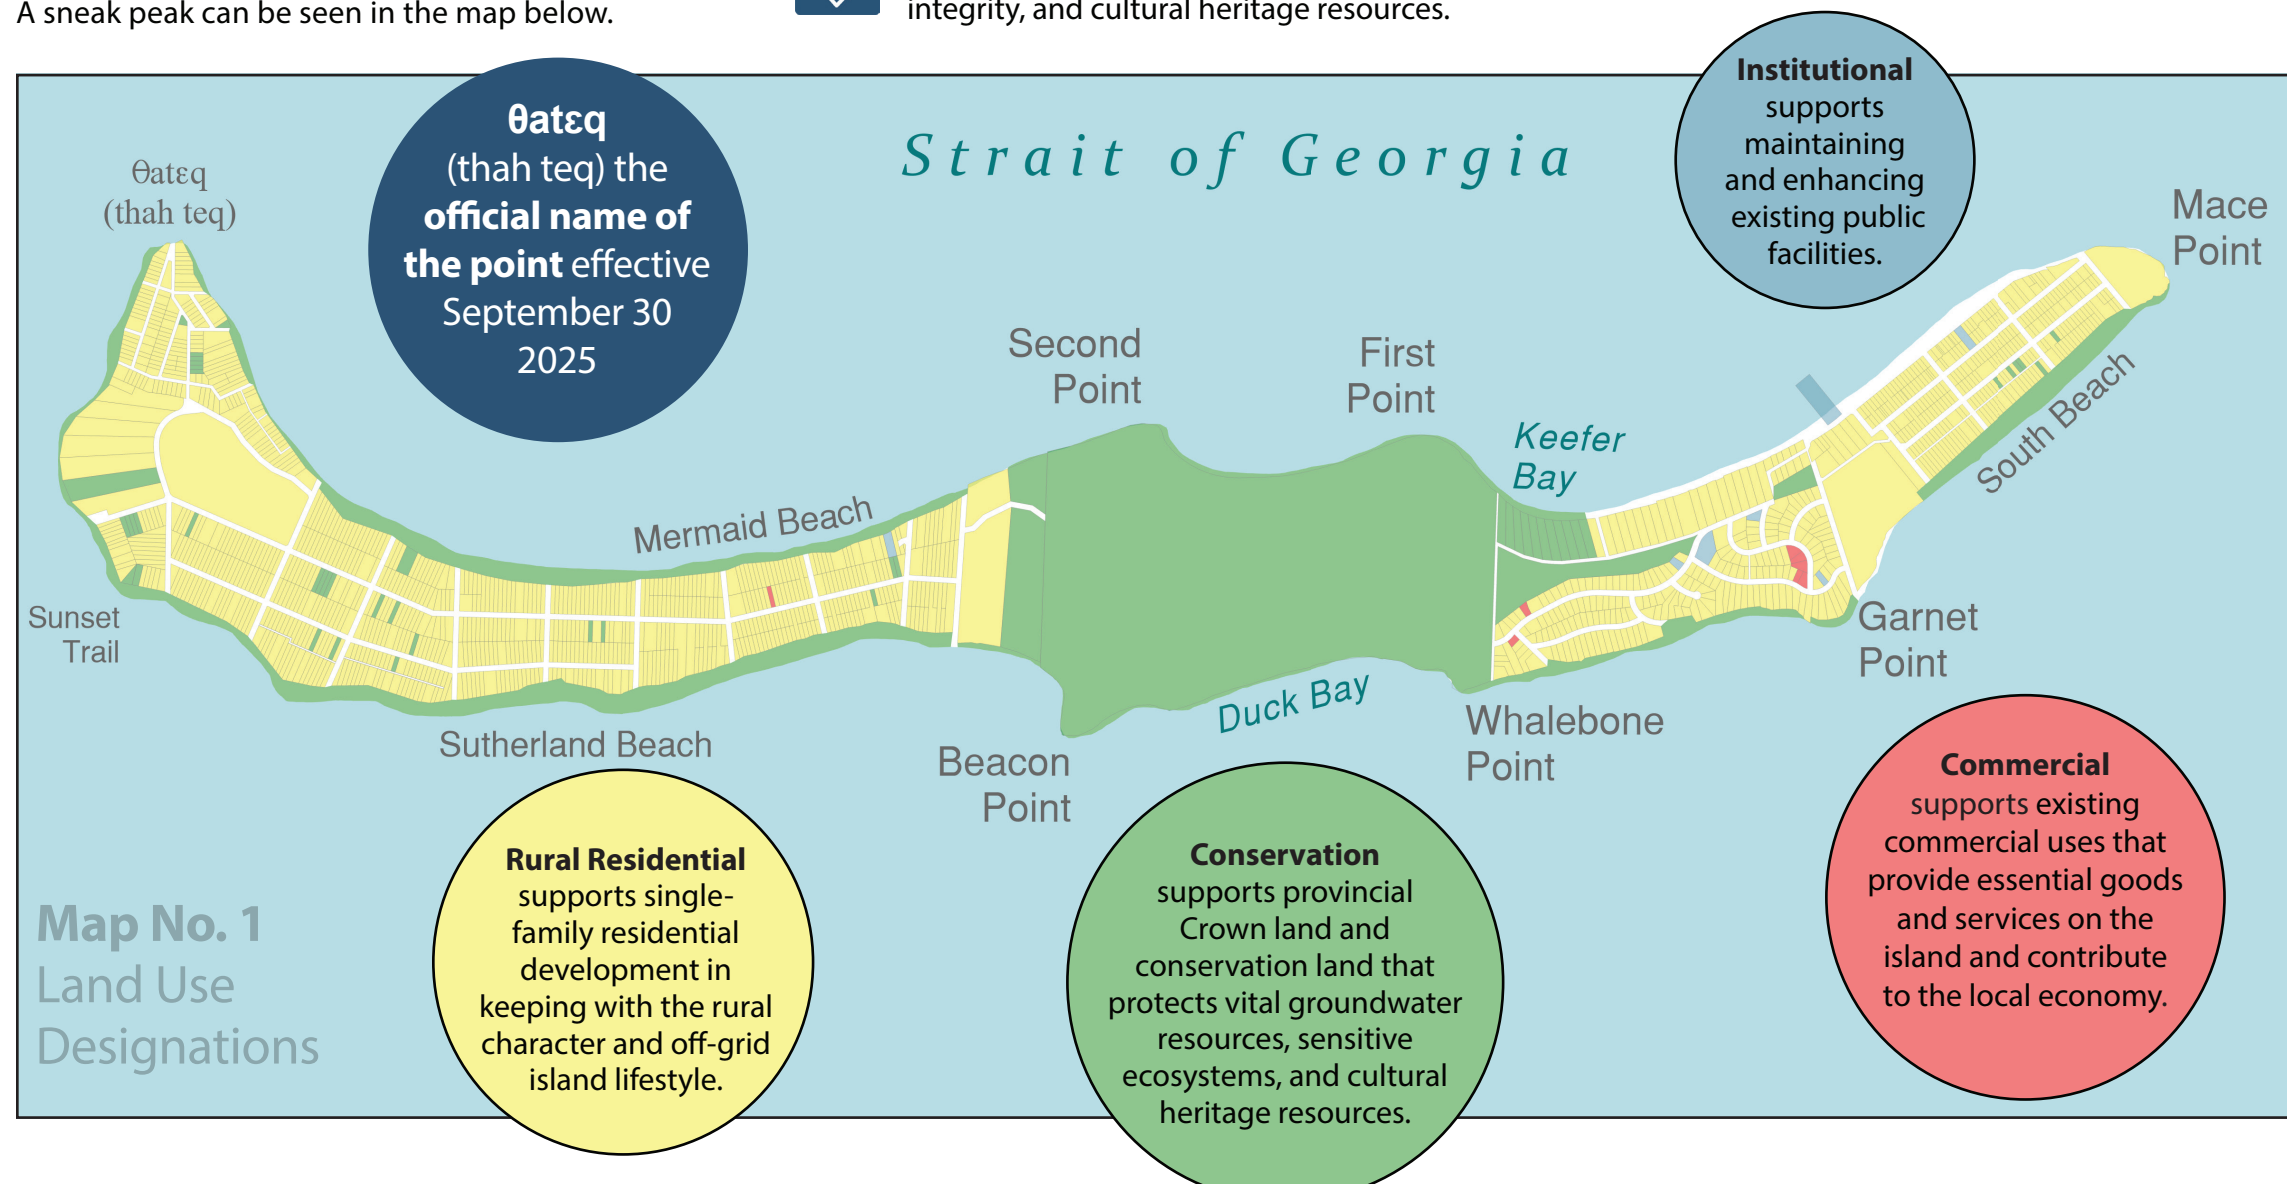 A sneak peak can be seen in the map below.
integrity, and cultural heritage resources.
θatɛq
(thah teq) the
official name of
the point effective
September 30
2025
Strait of Georgia
Institutional
supports
maintaining
and enhancing
existing public
facilities.
Θatɛq
(thah teq)
Mace
Point
Second
Point
First
Point
Keefer
Bay
South Beach
Mermaid Beach
Sunset
Trail
Garnet
Point
Duck Bay
Whalebone
Point
Sutherland Beach
Beacon
Point
Commercial
supports existing
commercial uses that
provide essential goods
and services on the
island and contribute
to the local economy.
Rural Residential
supports single-
family residential
development in
keeping with the rural
character and off-grid
island lifestyle.
Conservation
supports provincial
Crown land and
conservation land that
protects vital groundwater
resources, sensitive
ecosystems, and cultural
heritage resources.
Map No. 1
Land Use
Designations